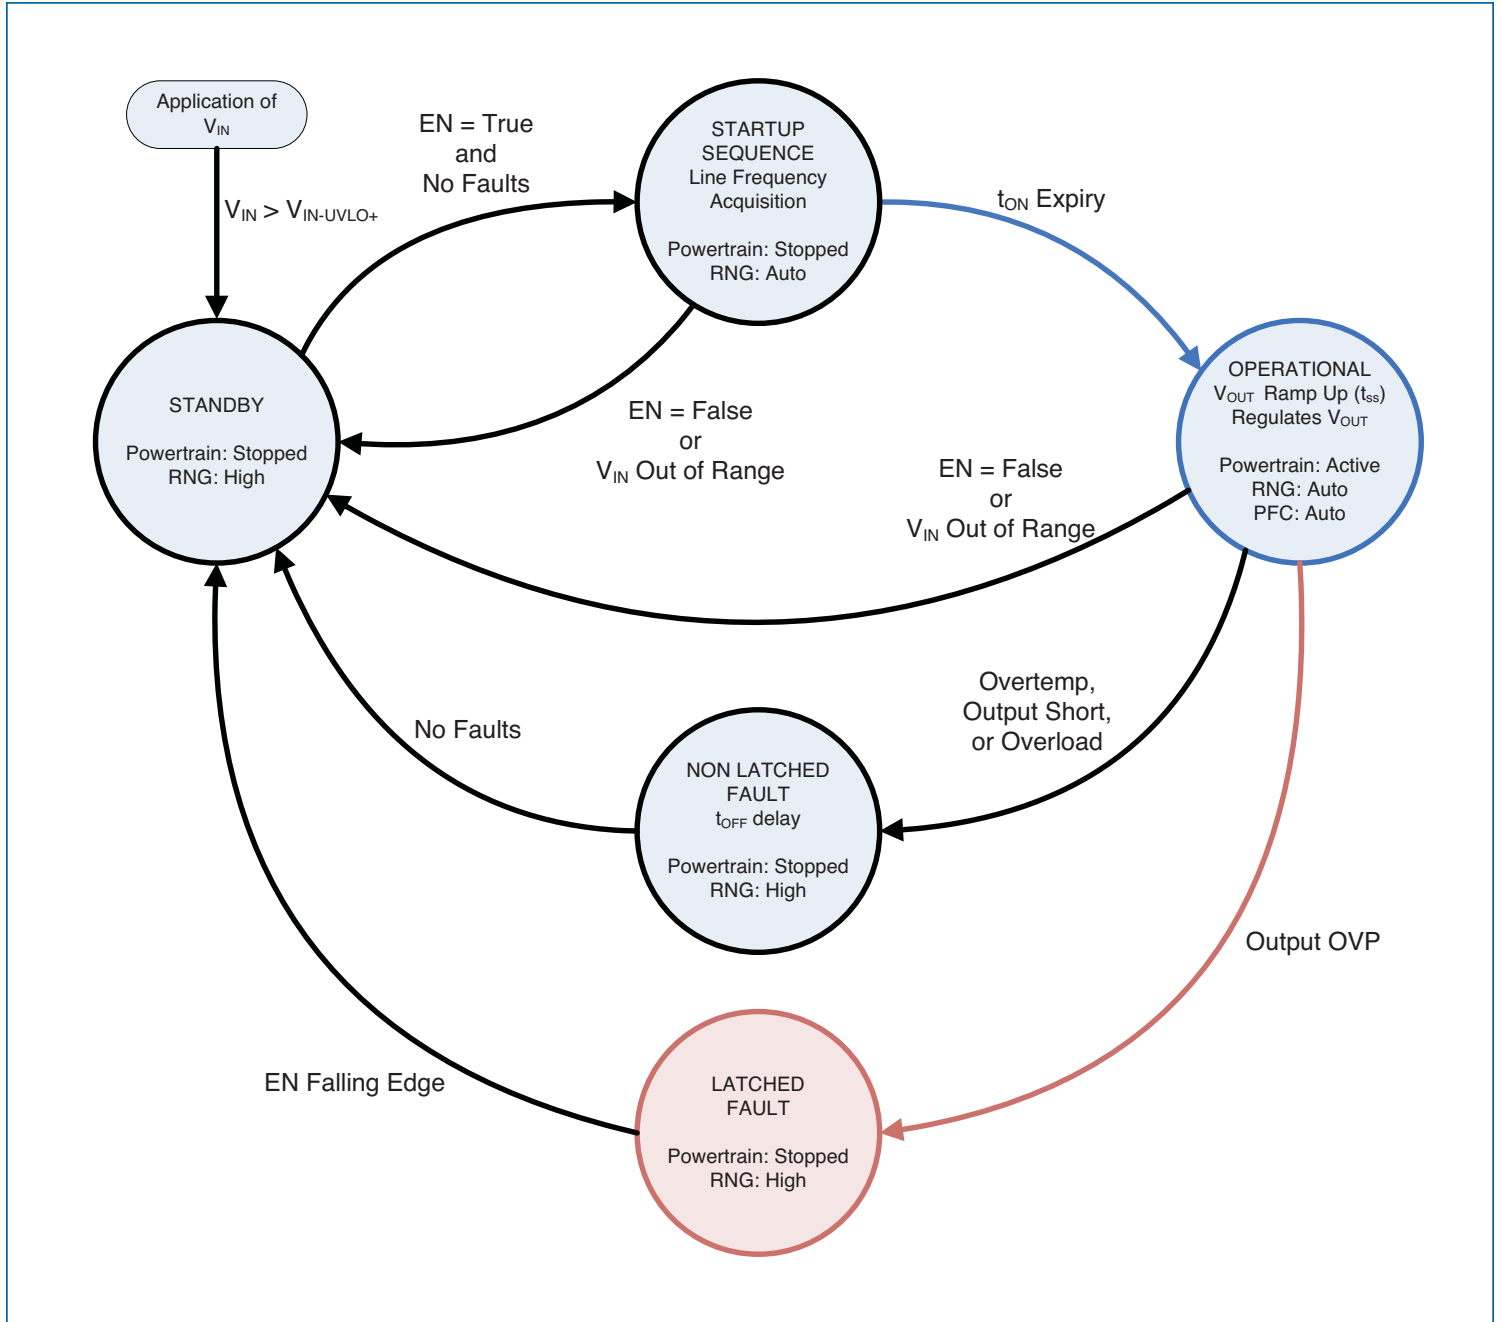 Application of
VIN
VIN > VIN-UVLO+
EN = True
and
No Faults
STARTUP
SEQUENCE
Line Frequency
Acquisition
Powertrain: Stopped
RNG: Auto
tON Expiry
STANDBY
Powertrain: Stopped
RNG: High
EN = False
or
VIN Out of Range
OPERATIONAL
VOUT Ramp Up (tss)
Regulates VOUT
Powertrain: Active
RNG: Auto
PFC: Auto
EN = False
or
VIN Out of Range
No Faults
Overtemp,
Output Short,
or Overload
NON LATCHED
FAULT
tOFF delay
Powertrain: Stopped
RNG: High
Output OVP
EN Falling Edge
LATCHED
FAULT
Powertrain: Stopped
RNG: High